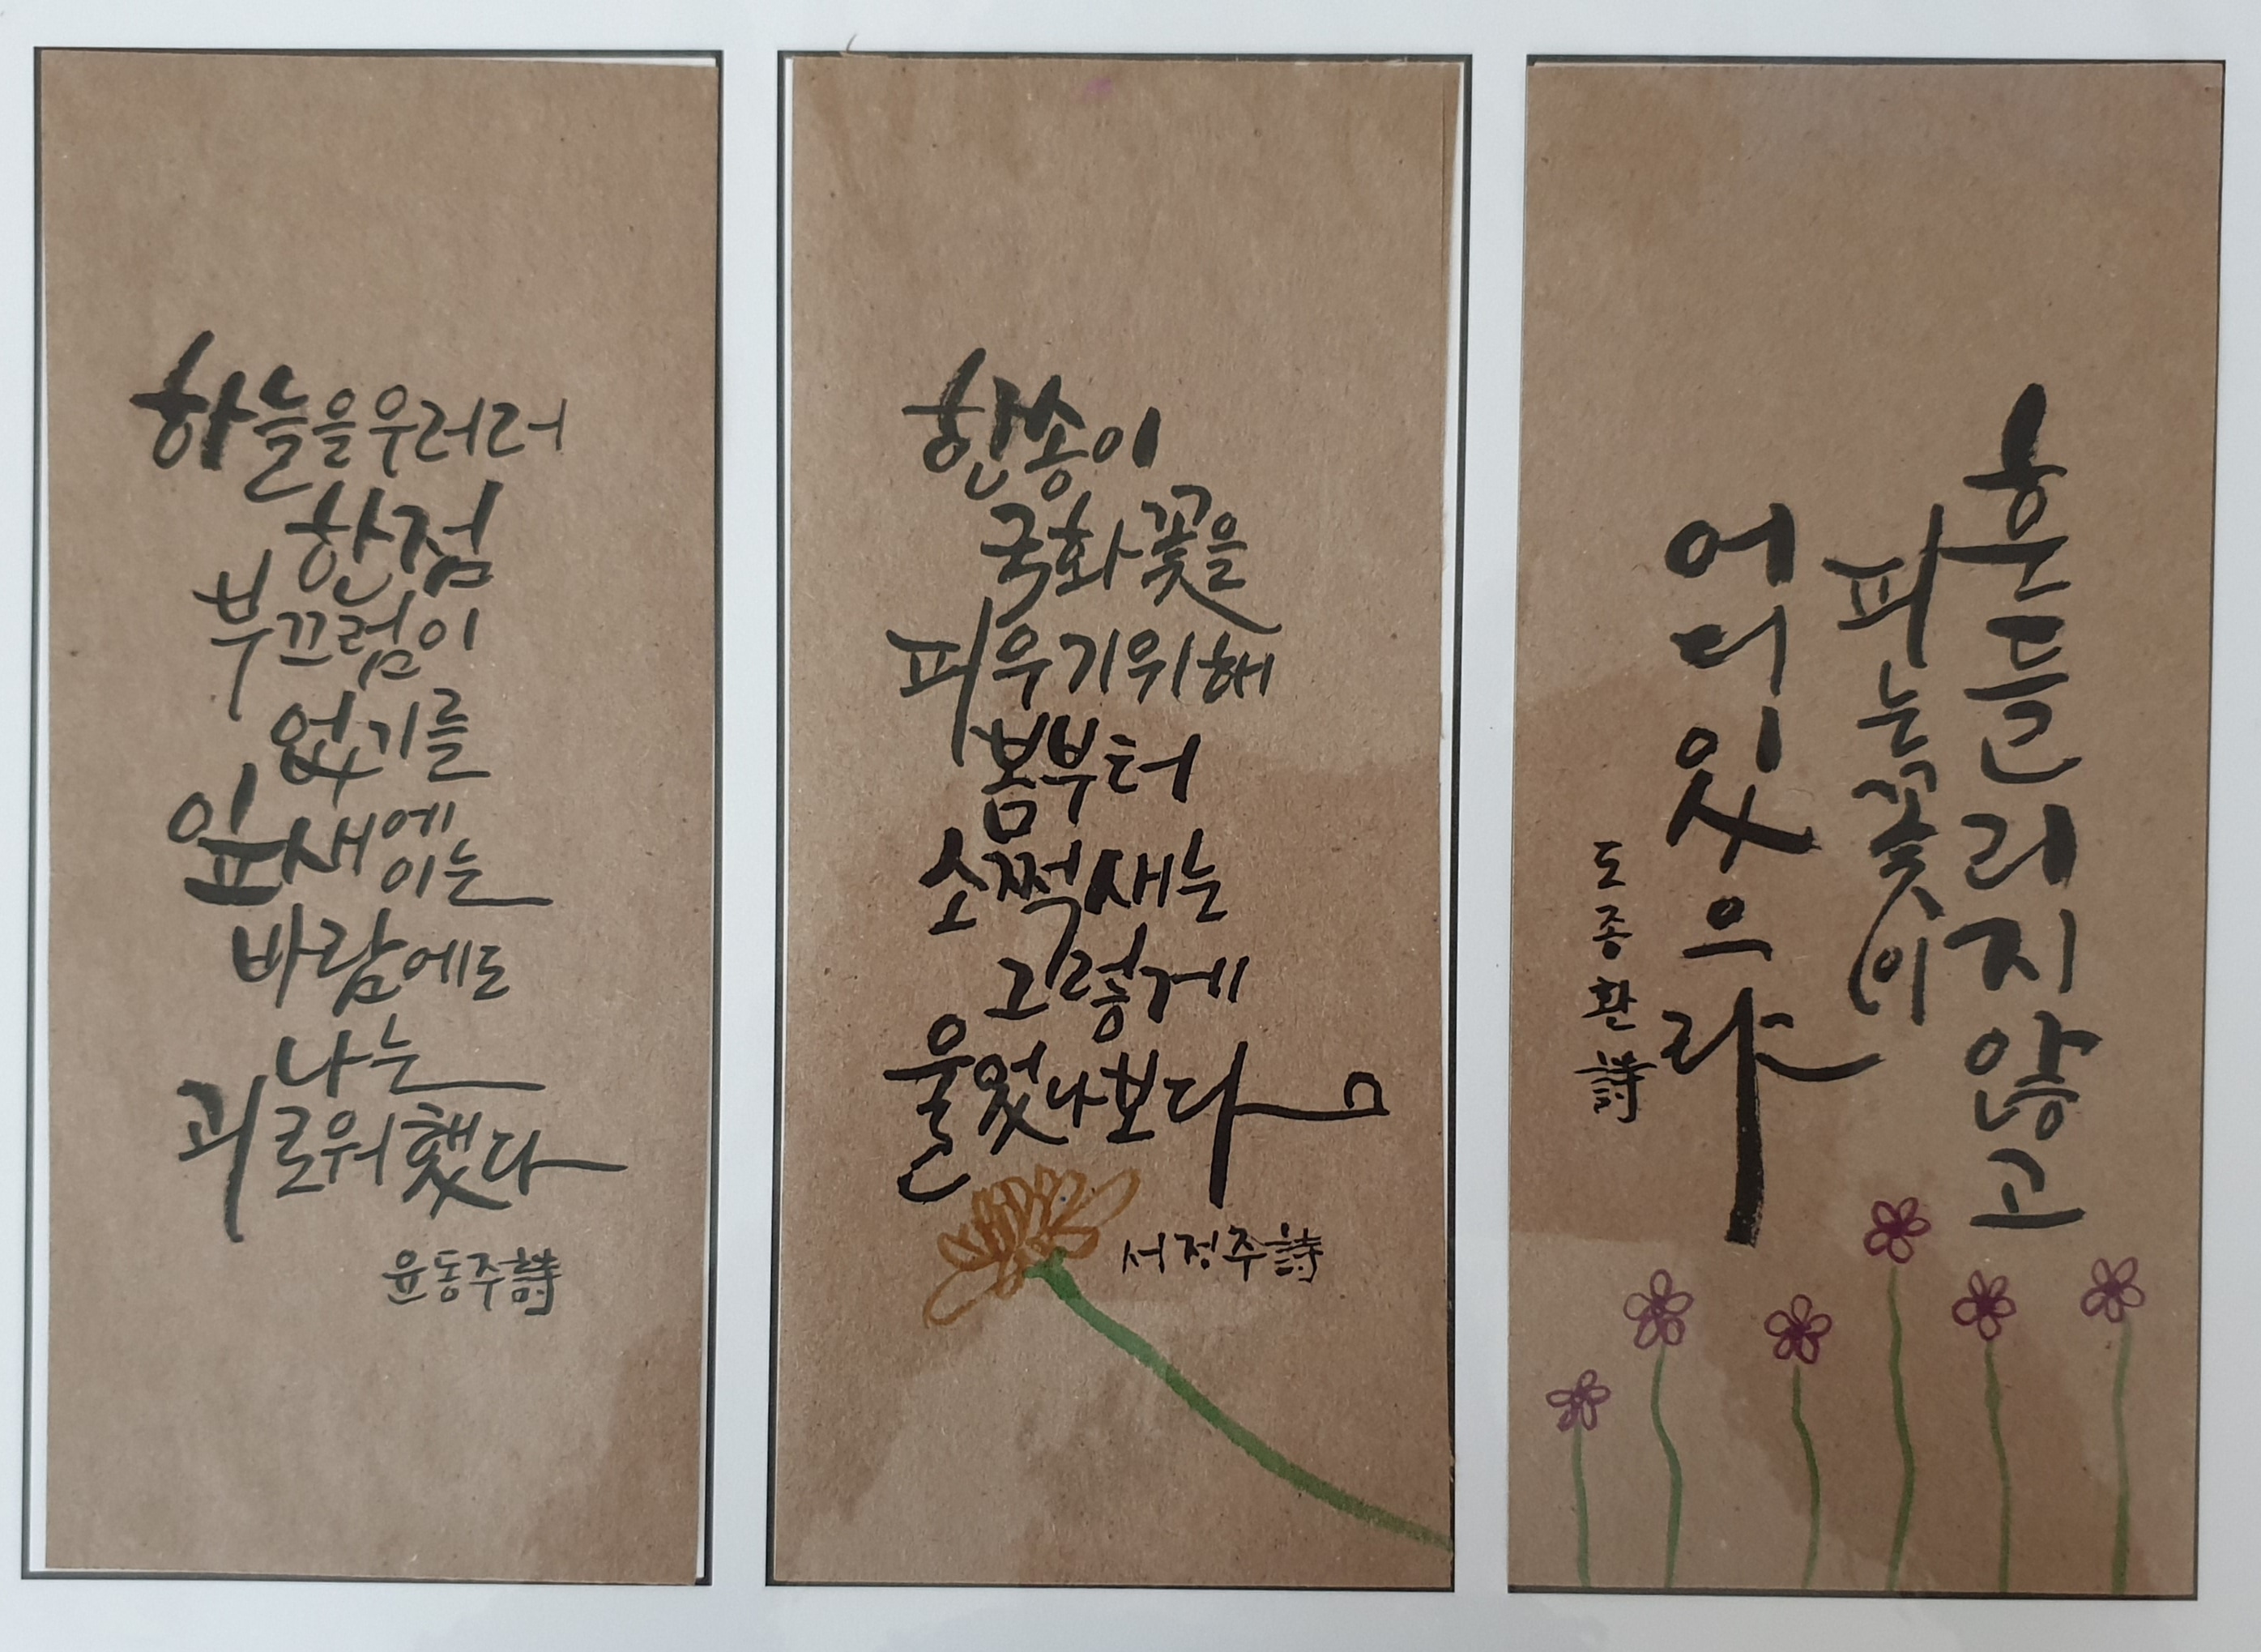 하늘을 우러러
한점
부끄럼이
없기를
잎새에
이는
바람에도
나는
괴로워했다
윤동주 詩
한송이
국화꽃을
피우기위해
봄부터
소쩍새는
그렇게
울었나보다
서정주 詩
흔들리지않고
피는꽃이
어디있으랴
도종환 詩